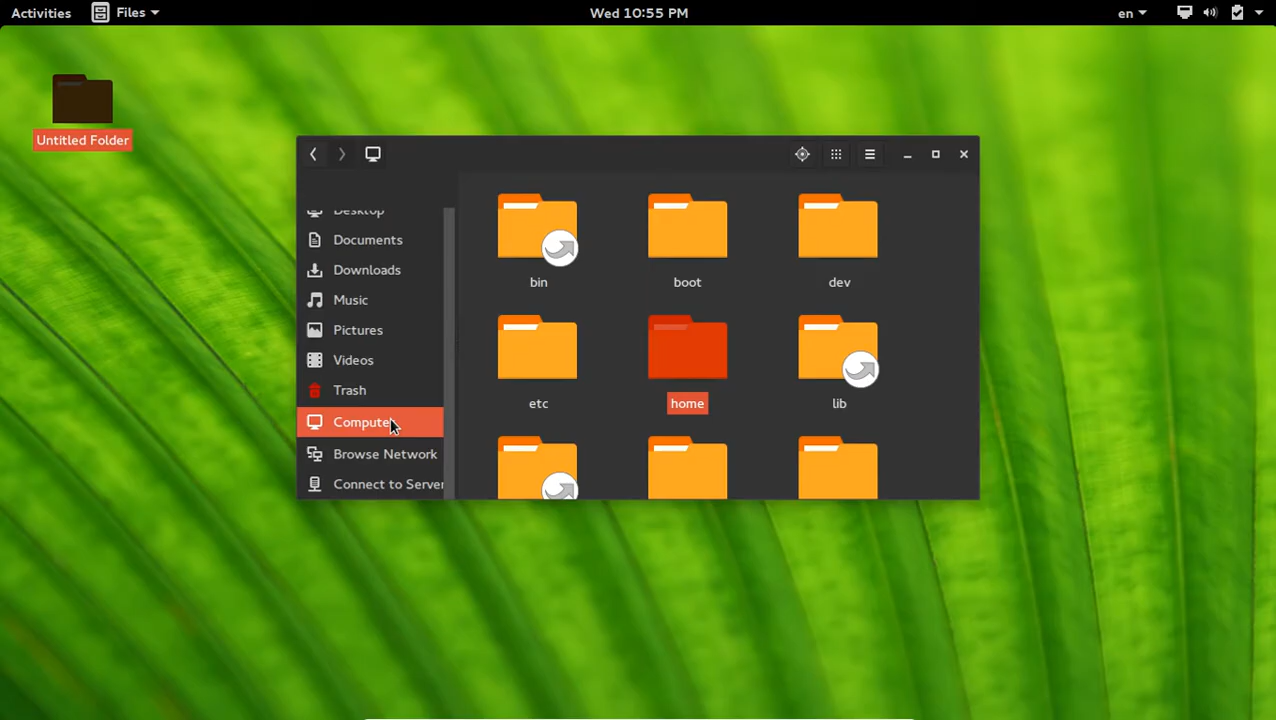 Activities
Files
Wed 10:55 PM
en
Untitled Folder
Desktop
Documents
Downloads
Music
Pictures
Videos
Trash
Compute
Browse Network
Connect to Server
bin
boot
dev
etc
home
lib